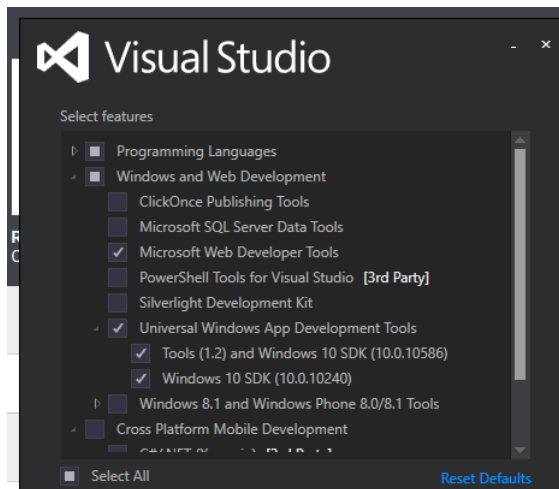 Visual Studio
Select features
Programming Languages
Windows and Web Development
ClickOnce Publishing Tools
Microsoft SQL Server Data Tools
Microsoft Web Developer Tools
PowerShell Tools for Visual Studio [3rd Party]
Silverlight Development Kit
Universal Windows App Development Tools
Tools (1.2) and Windows 10 SDK (10.0.10586)
Windows 10 SDK (10.0.10240)
Windows 8.1 and Windows Phone 8.0/8.1 Tools
Cross Platform Mobile Development
Select All
Reset Defaults